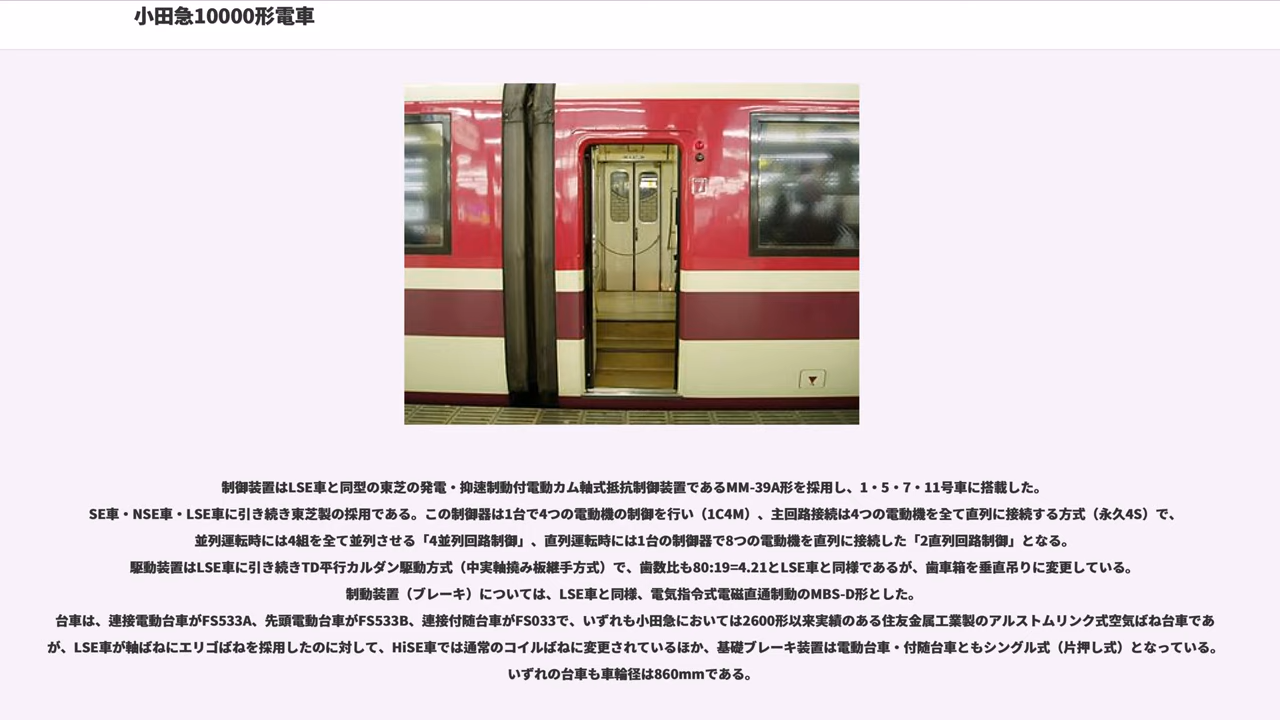 小田急10000形電車
制御装置はLSE車と同型の東芝の発電・抑速制動付電動カム軸式抵抗制御装置であるMM-39A形を採用し、1・5・7・11号車に搭載した。
SE車・NSE車・LSE車に引き続き東芝製の採用である。この制御器は1台で4つの電動機の制御を行い（1C4M）、主回路接続は4つの電動機を全て直列に接続する方式（永久4S）で、
並列運転時には4組を全て並列させる「4並列回路制御」、直列運転時には1台の制御器で8つの電動機を直列に接続した「2直列回路制御」となる。
駆動装置はLSE車に引き続きTD平行カルダン駆動方式（中実軸撓み板継手方式）で、歯数比も80:19=4.21とLSE車と同様であるが、歯車箱を垂直吊りに変更している。
制動装置（ブレーキ）については、LSE車と同様、電気指令式電磁直通制動のMBS-D形とした。
台車は、連接電動台車がFS533A、先頭電動台車がFS533B、連接付随台車がFS033で、いずれも小田急においては2600形以来実績のある住友金属工業製のアルストムリンク式空気ばね台車であ
が、LSE車が軸ばねにエリゴばねを採用したのに対して、HiSE車では通常のコイルばねに変更されているほか、基礎ブレーキ装置は電動台車・付随台車ともシングル式（片押し式）となっている。
いずれの台車も車輪径は860mmである。